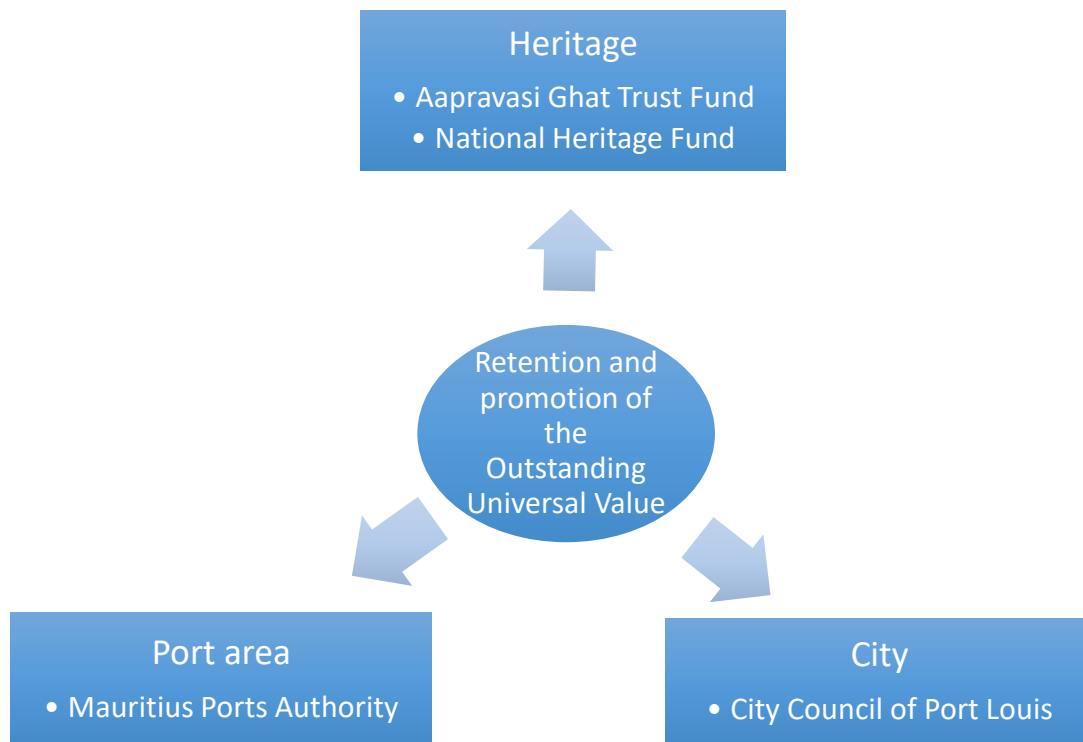 Heritage
• Aapravasi Ghat Trust Fund
• National Heritage Fund
Retention and
promotion of
the
Outstanding
Universal Value
Port area
• Mauritius Ports Authority
City
• City Council of Port Louis